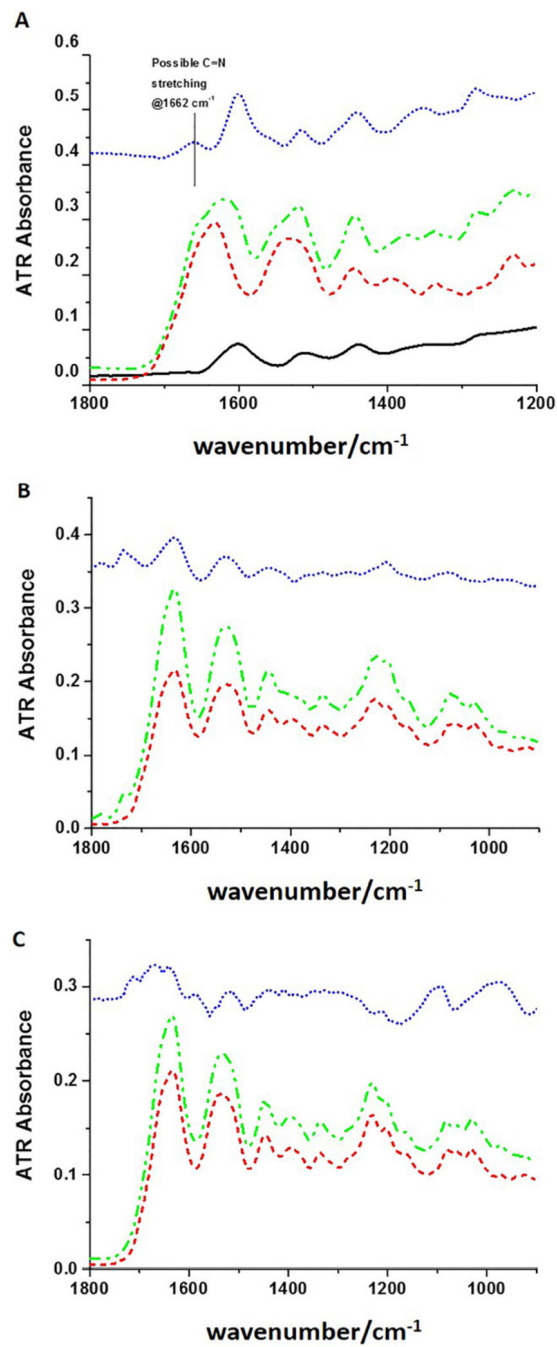 A
0.6
Possible C=N
stretching
@1662 cm⁻¹
0.5
0.4
0.3
0.2
0.1
0.0
ATR Absorbance
1800 1600 1400 1200
wavenumber/cm⁻¹
B
0.4
0.3
0.2
0.1
0.0
ATR Absorbance
1800 1600 1400 1200 1000
wavenumber/cm⁻¹
C
0.3
0.2
0.1
0.0
ATR Absorbance
1800 1600 1400 1200 1000
wavenumber/cm⁻¹